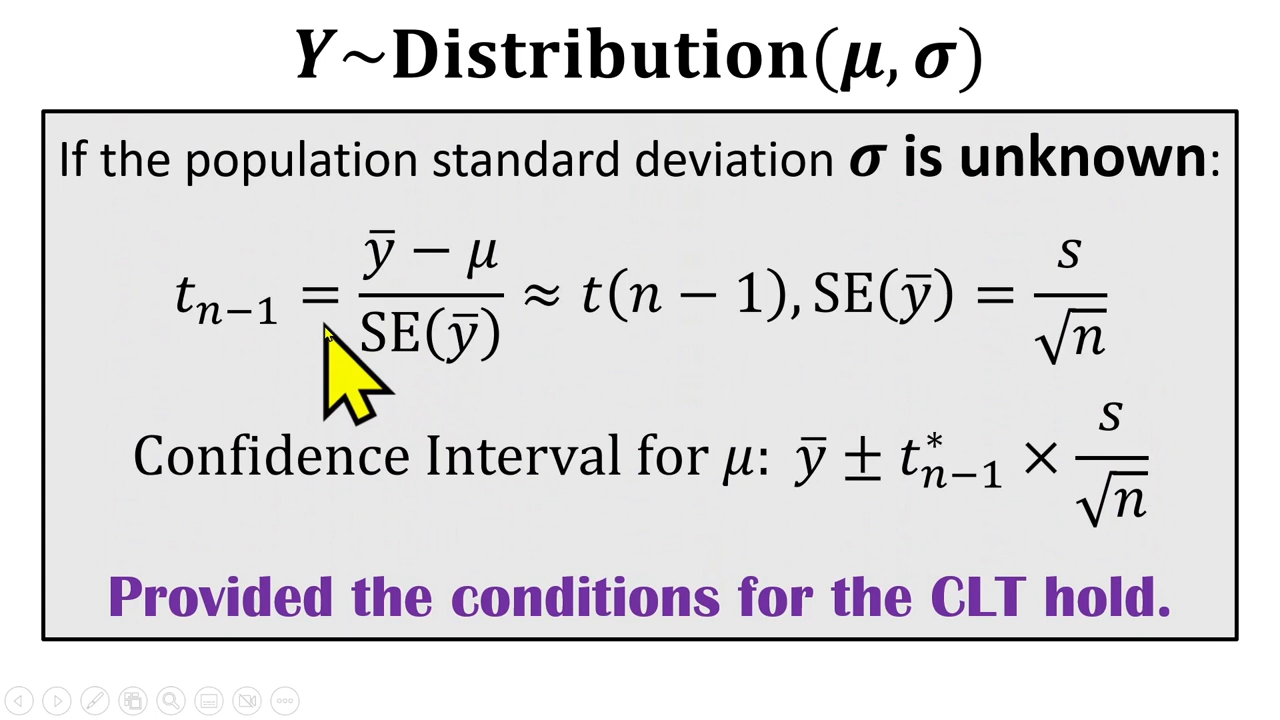 Y~Distribution(μ, σ)
If the population standard deviation σ is unknown:
tₙ₋₁ = (ȳ − μ)/SE(ȳ) ≈ t(n − 1), SE(ȳ) = s/√n
Confidence Interval for μ: ȳ ± t*ₙ₋₁ × s/√n
Provided the conditions for the CLT hold.